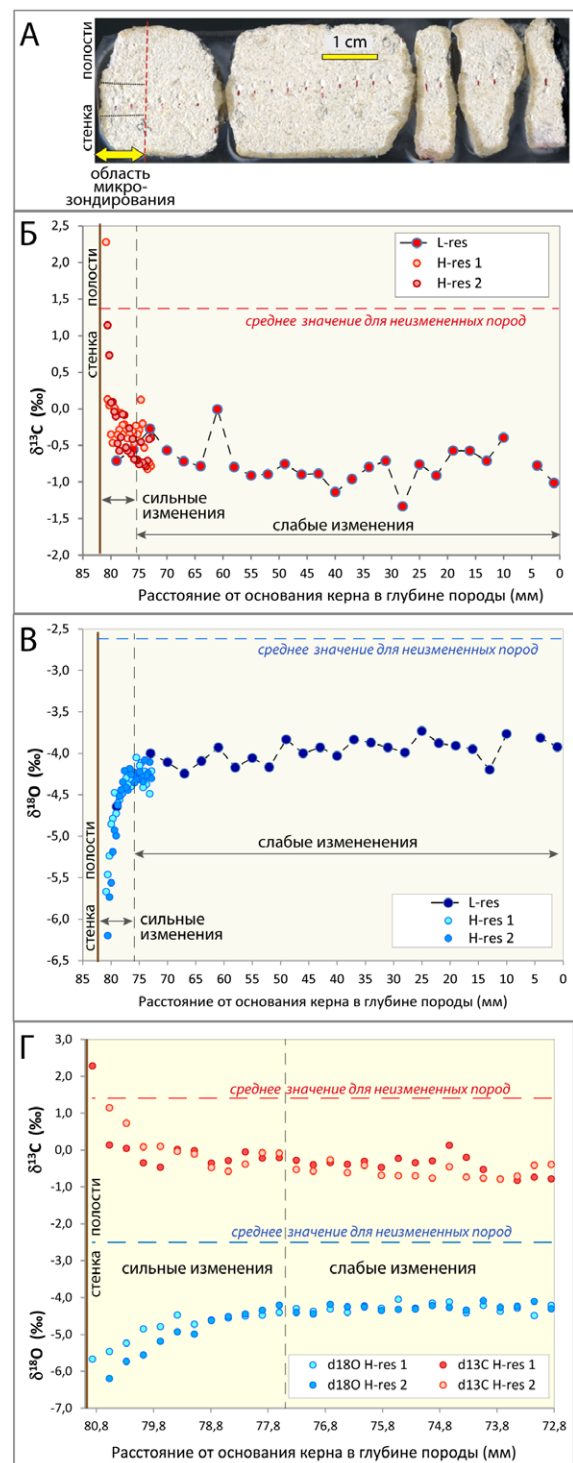 А
полости
стенка
1 cm
область
микро-
зондирования
Б
2,5
2,0
1,5
1,0
0,5
0,0
-0,5
-1,0
-1,5
-2,0
δ¹³C (‰)
полости
стенка
L-res
H-res 1
H-res 2
среднее значение для неизмененных пород
сильные
изменения
слабые изменения
85 80 75 70 65 60 55 50 45 40 35 30 25 20 15 10 5 0
Расстояние от основания керна в глубине породы (мм)
В
-2,5
-3,0
-3,5
-4,0
-4,5
-5,0
-5,5
-6,0
-6,5
δ¹⁸O (‰)
полости
стенка
среднее значение для неизмененных пород
слабые измененения
сильные
изменения
L-res
H-res 1
H-res 2
85 80 75 70 65 60 55 50 45 40 35 30 25 20 15 10 5 0
Расстояние от основания керна в глубине породы (мм)
Г
3,0
2,0
1,0
0,0
-1,0
-2,0
-3,0
-4,0
-5,0
-6,0
-7,0
δ¹³C (‰)
δ¹⁸O (‰)
полости
стенка
среднее значение для неизмененных пород
среднее значение для неизмененных пород
сильные изменения слабые изменения
d18O H-res 1 d13C H-res 1
d18O H-res 2 d13C H-res 2
80,8 79,8 78,8 77,8 76,8 75,8 74,8 73,8 72,8
Расстояние от основания керна в глубине породы (мм)